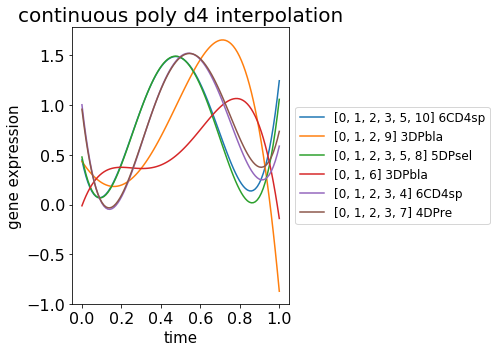 continuous poly d4 interpolation
gene expression
1.5
1.0
0.5
0.0
−0.5
−1.0
0.0 0.2 0.4 0.6 0.8 1.0
time
[0, 1, 2, 3, 5, 10] 6CD4sp
[0, 1, 2, 9] 3DPbla
[0, 1, 2, 3, 5, 8] 5DPsel
[0, 1, 6] 3DPbla
[0, 1, 2, 3, 4] 6CD4sp
[0, 1, 2, 3, 7] 4DPre